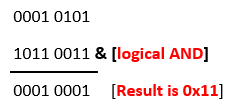 0001 0101
1011 0011 & [logical AND]
0001 0001 [Result is 0x11]